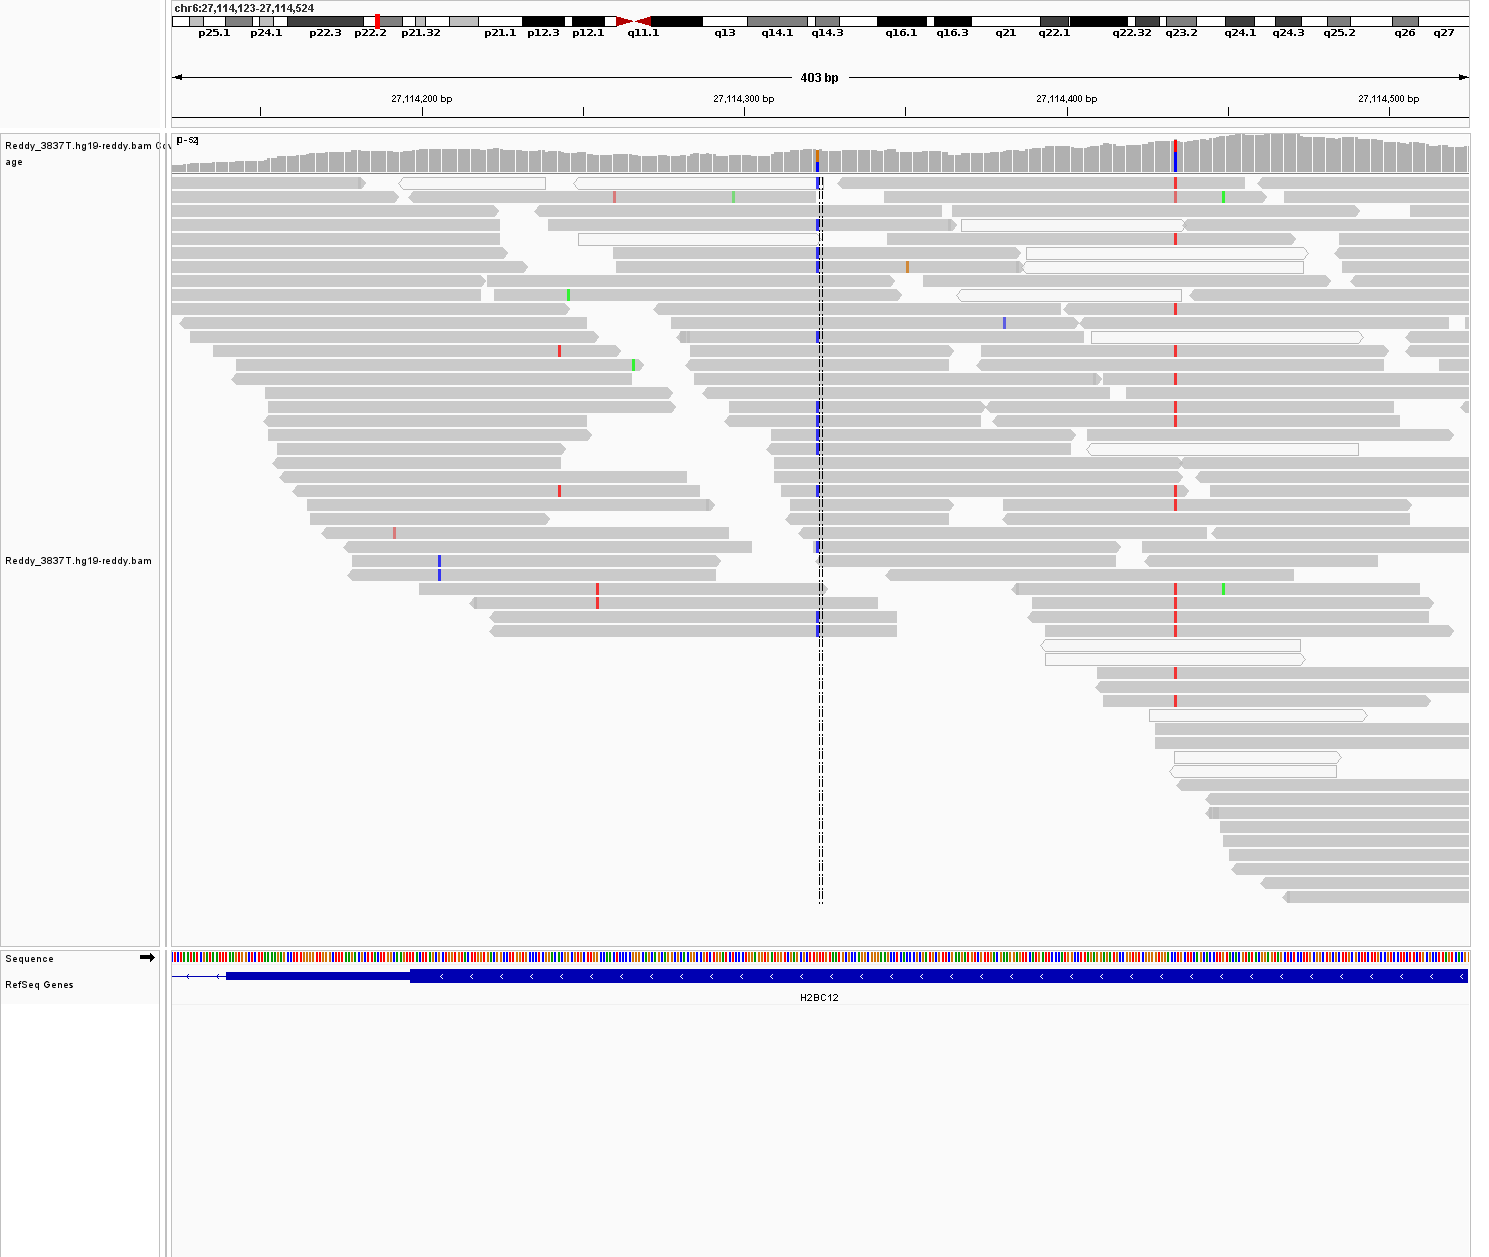 chr6:27,114,123-27,114,524
p25.1 p24.1 p22.3 p22.2 p21.32 p21.1 p12.3 p12.1 q11.1 q13 q14.1 q14.3 q16.1 q16.3 q21 q22.1 q22.32 q23.2 q24.1 q24.3 q25.2 q26 q27
403 bp
27,114,200 bp 27,114,300 bp 27,114,400 bp 27,114,500 bp
[0 - 52]
Reddy_3837T.hg19-reddy.bam Cov
age
Reddy_3837T.hg19-reddy.bam
Sequence
RefSeq Genes
H2BC12